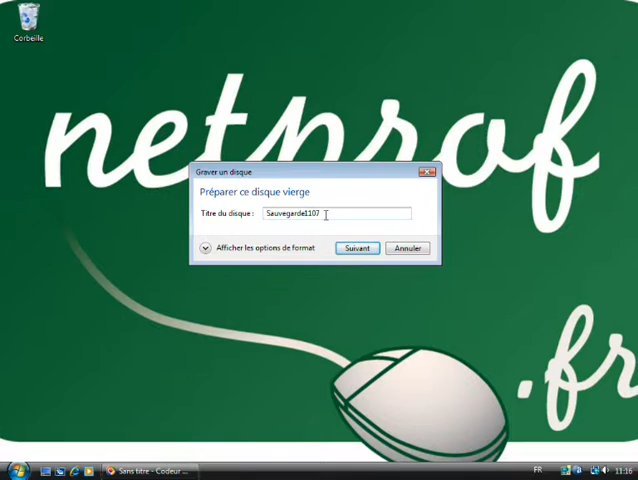 Corbeille
netprof
.fr
Graver un disque
Préparer ce disque vierge
Titre du disque : Sauvegarde1107
Afficher les options de format
Suivant Annuler
Sans titre - Codeur ...
FR
11:16